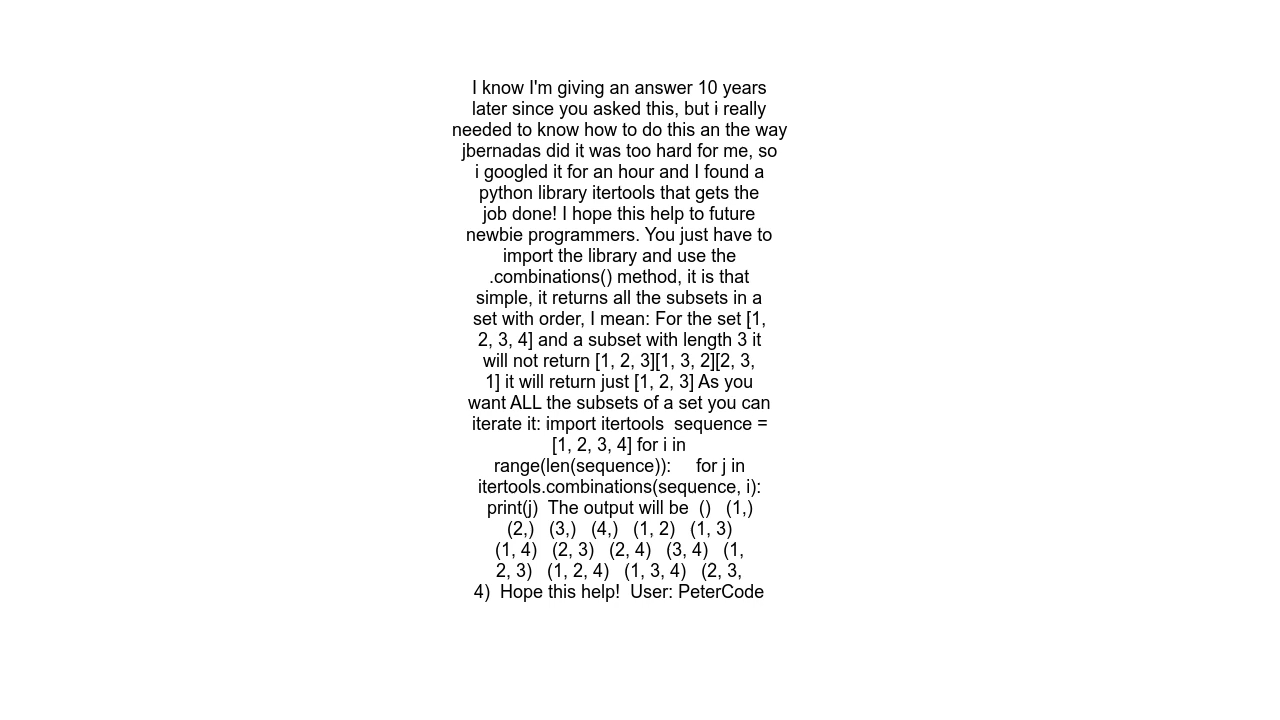 I know I'm giving an answer 10 years
later since you asked this, but i really
needed to know how to do this an the way
jbernadas did it was too hard for me, so
i googled it for an hour and I found a
python library itertools that gets the
job done! I hope this help to future
newbie programmers. You just have to
import the library and use the
.combinations() method, it is that
simple, it returns all the subsets in a
set with order, I mean: For the set [1,
2, 3, 4] and a subset with length 3 it
will not return [1, 2, 3][1, 3, 2][2, 3,
1] it will return just [1, 2, 3] As you
want ALL the subsets of a set you can
iterate it: import itertools  sequence =
[1, 2, 3, 4] for i in
range(len(sequence)):     for j in
itertools.combinations(sequence, i):
print(j)  The output will be  ()   (1,)
(2,)   (3,)   (4,)   (1, 2)   (1, 3)
(1, 4)   (2, 3)   (2, 4)   (3, 4)   (1,
2, 3)   (1, 2, 4)   (1, 3, 4)   (2, 3,
4)  Hope this help!  User: PeterCode